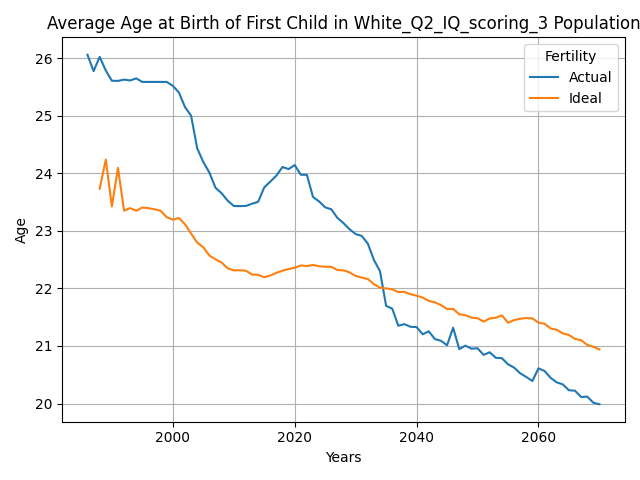 Average Age at Birth of First Child in White_Q2_IQ_scoring_3 Population
Fertility
Actual
Ideal
26
25
24
23
22
21
20
Age
2000
2020
2040
2060
Years